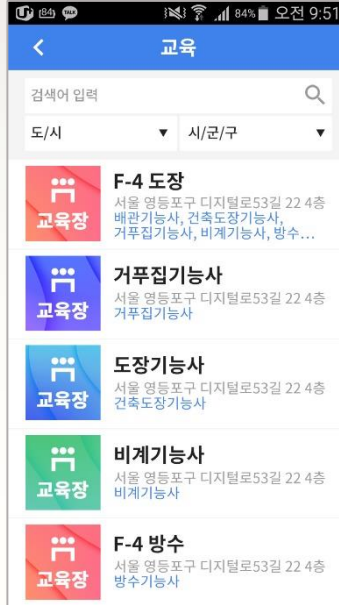 84 TALK 84% 오전 9:51
교육
검색어 입력
도/시 ▼ 시/군/구 ▼
교육장
F-4 도장
서울 영등포구 디지털로53길 22 4층
배관기능사, 건축도장기능사,
거푸집기능사, 비계기능사, 방수...
교육장
거푸집기능사
서울 영등포구 디지털로53길 22 4층
거푸집기능사
교육장
도장기능사
서울 영등포구 디지털로53길 22 4층
건축도장기능사
교육장
비계기능사
서울 영등포구 디지털로53길 22 4층
비계기능사
교육장
F-4 방수
서울 영등포구 디지털로53길 22 4층
방수기능사